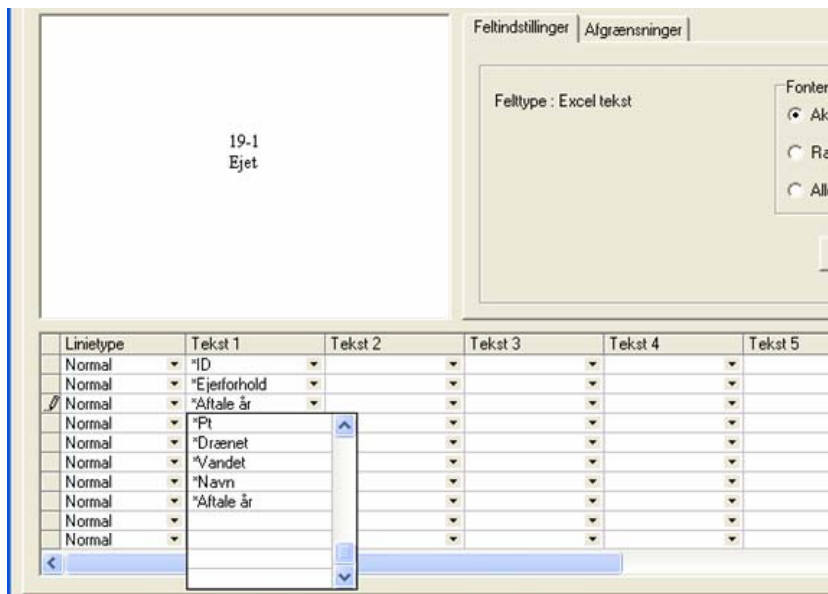 Feltindstillinger Afgrænsninger
Felttype : Excel tekst
19-1
Ejet
Linietype Tekst 1 Tekst 2 Tekst 3 Tekst 4 Tekst 5
Normal *ID
Normal *Ejerforhold
Normal *Aftale år
Normal *Pt
Normal *Drænet
Normal *Vandet
Normal *Navn
Normal *Aftale år
Normal
Normal